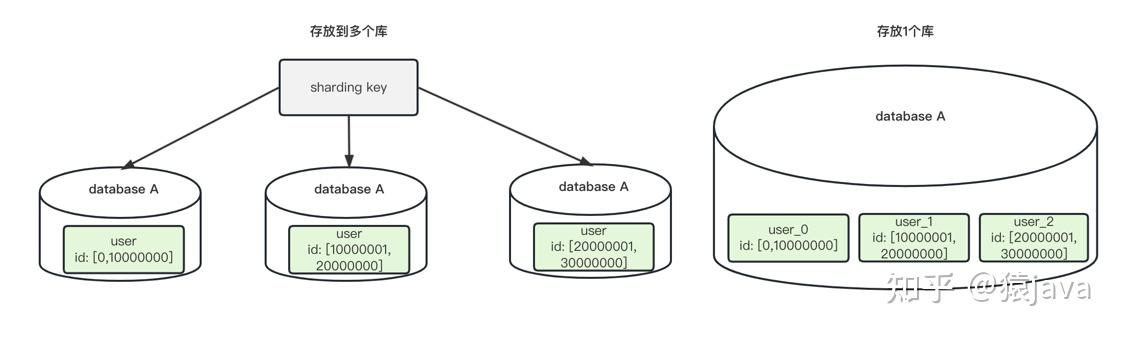 存放到多个库
存放1个库
sharding key
database A
database A
database A
database A
user
id: [0,10000000]
user
id: [10000001,
20000000]
user
id: [20000001,
30000000]
user_0
id: [0,10000000]
user_1
id: [10000001,
20000000]
user_2
id: [20000001,
30000000]
知乎 @猿java